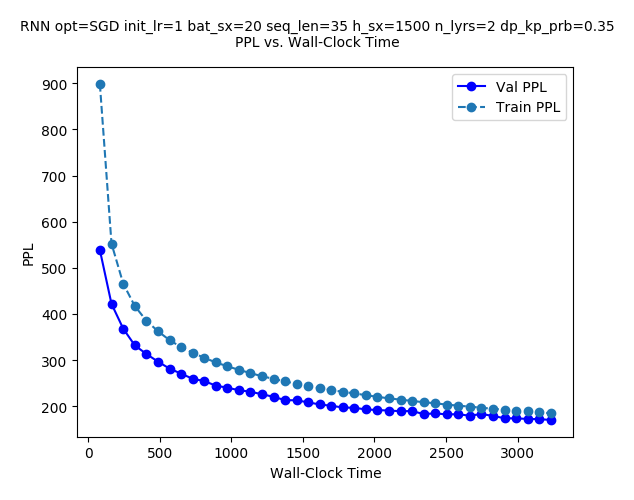 RNN opt=SGD init_lr=1 bat_sx=20 seq_len=35 h_sx=1500 n_lyrs=2 dp_kp_prb=0.35
PPL vs. Wall-Clock Time
Val PPL
Train PPL
900
800
700
600
500
400
300
200
PPL
0 500 1000 1500 2000 2500 3000
Wall-Clock Time